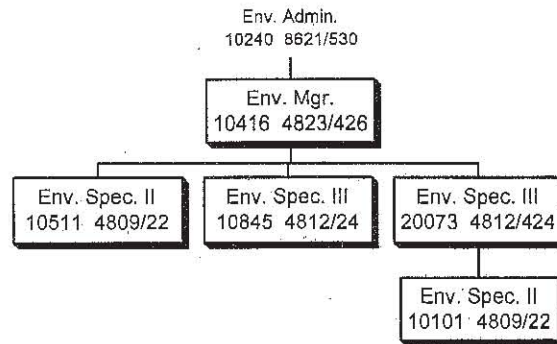 Env. Admin.
10240 8621/530
Env. Mgr.
10416 4823/426
Env. Spec. II
10511 4809/22
Env. Spec. III
10845 4812/24
Env. Spec. III
20073 4812/424
Env. Spec. II
10101 4809/22